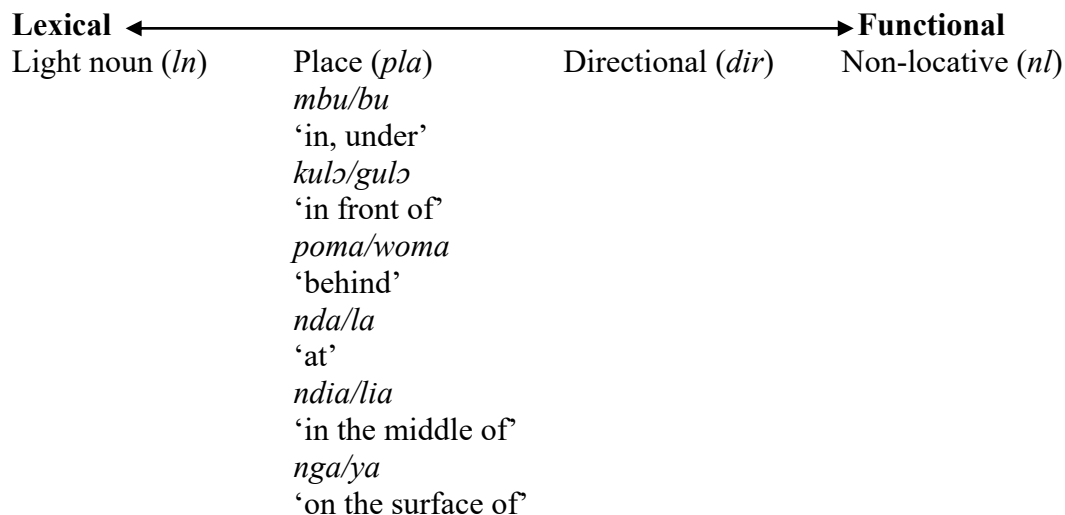 Lexical Functional
Light noun (ln) Place (pla) Directional (dir) Non-locative (nl)
mbu/bu
‘in, under’
kulɔ/gulɔ
‘in front of’
poma/woma
‘behind’
nda/la
‘at’
ndia/lia
‘in the middle of’
nga/ya
‘on the surface of’